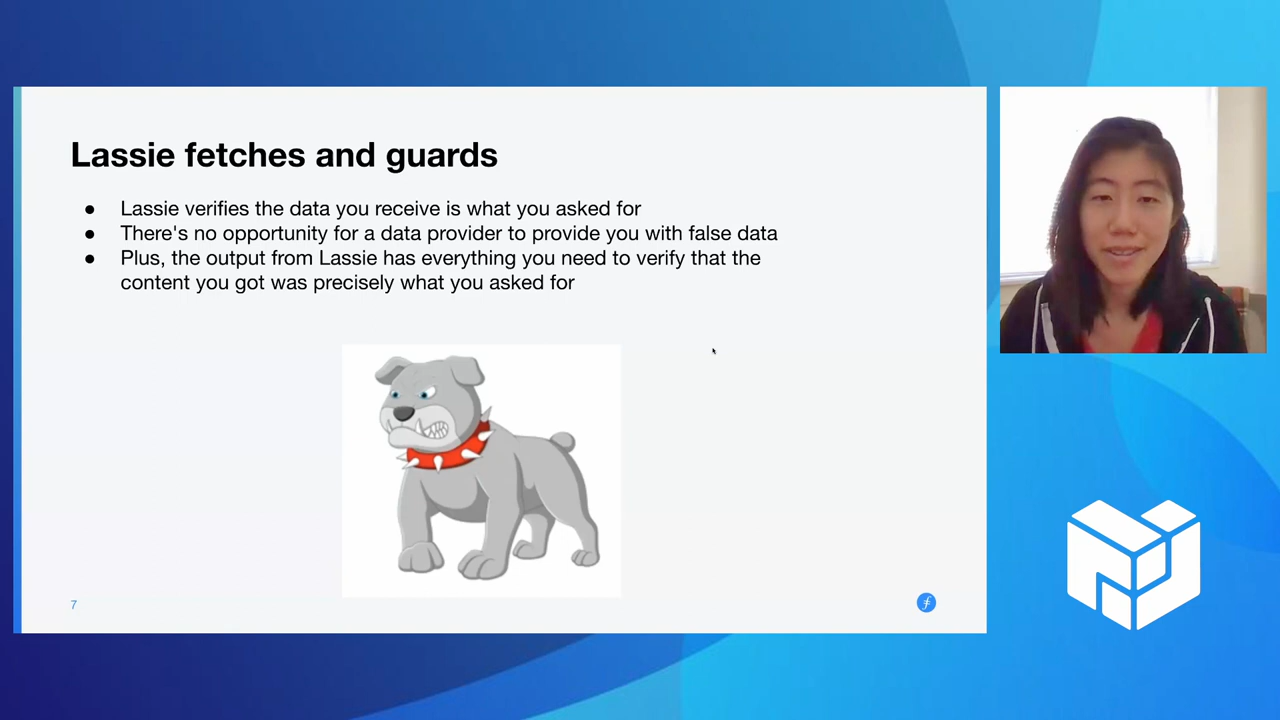 Lassie fetches and guards
● Lassie verifies the data you receive is what you asked for
● There's no opportunity for a data provider to provide you with false data
● Plus, the output from Lassie has everything you need to verify that the
content you got was precisely what you asked for
7